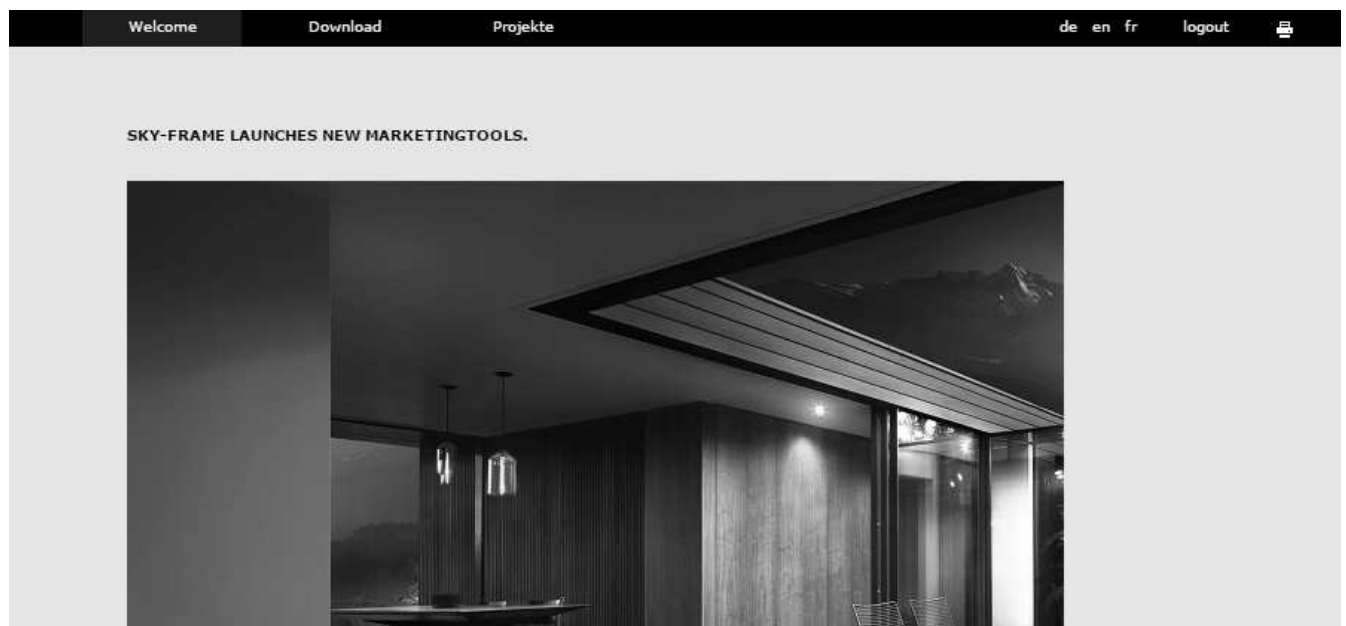 Welcome Download Projekte de en fr logout
SKY-FRAME LAUNCHES NEW MARKETINGTOOLS.